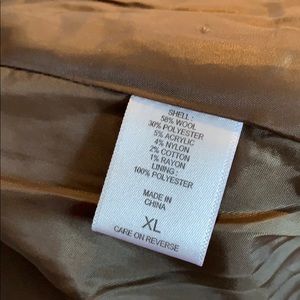 SHELL :
58% WOOL
30% POLYESTER
5% ACRYLIC
4% NYLON
2% COTTON
1% RAYON
LINING :
100% POLYESTER
MADE IN
CHINA
XL
CARE ON REVERSE